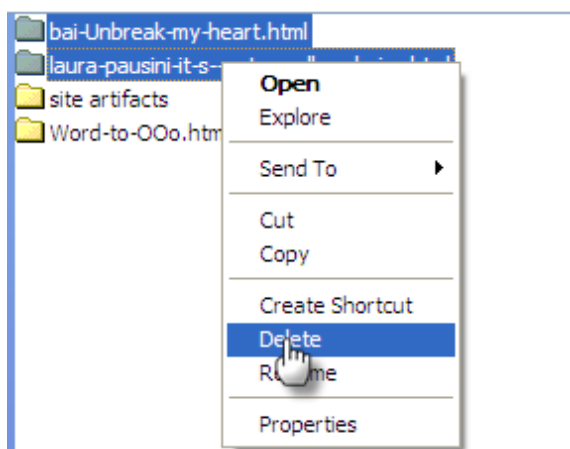 bai-Unbreak-my-heart.html
laura-pausini-it-s-
site artifacts
Word-to-OOo.htm
Open
Explore
Send To
Cut
Copy
Create Shortcut
Delete
Rename
Properties